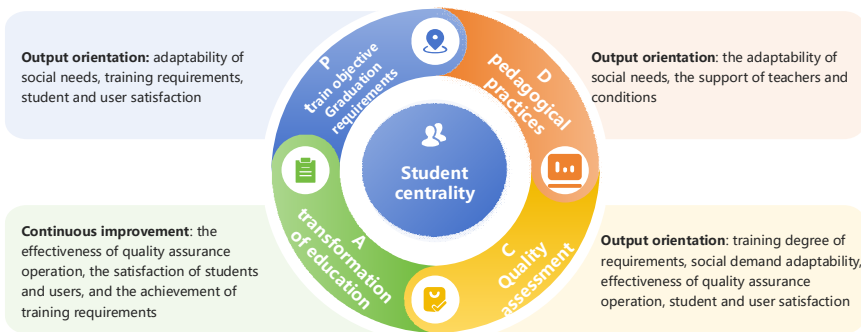 Output orientation: adaptability of
social needs, training requirements,
student and user satisfaction
P
train objective
Graduation
requirements
D
pedagogical
practices
Output orientation: the adaptability of
social needs, the support of teachers and
conditions
Student
centrality
Continuous improvement: the
effectiveness of quality assurance
operation, the satisfaction of students
and users, and the achievement of
training requirements
A
transformation
of education
C
Quality
assessment
Output orientation: training degree of
requirements, social demand adaptability,
effectiveness of quality assurance
operation, student and user satisfaction